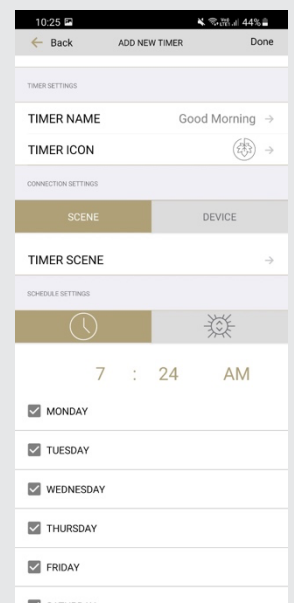 10:25 44%
Back ADD NEW TIMER Done
TIMER SETTINGS
TIMER NAME Good Morning
TIMER ICON
CONNECTION SETTINGS
SCENE DEVICE
TIMER SCENE
SCHEDULE SETTINGS
7 : 24 AM
MONDAY
TUESDAY
WEDNESDAY
THURSDAY
FRIDAY